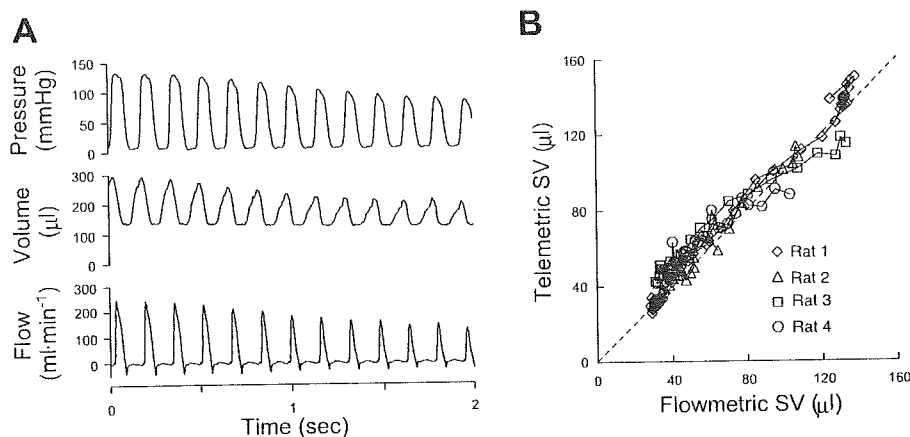 A
Pressure
(mmHg)
150
100
50
0
Volume
(µl)
300
200
100
0
Flow
(ml·min⁻¹)
300
200
100
0
0
1
2
Time (sec)
B
Telemetric SV (µl)
160
120
80
40
0
◇ Rat 1
△ Rat 2
□ Rat 3
○ Rat 4
0
40
80
120
160
Flowmetric SV (µl)